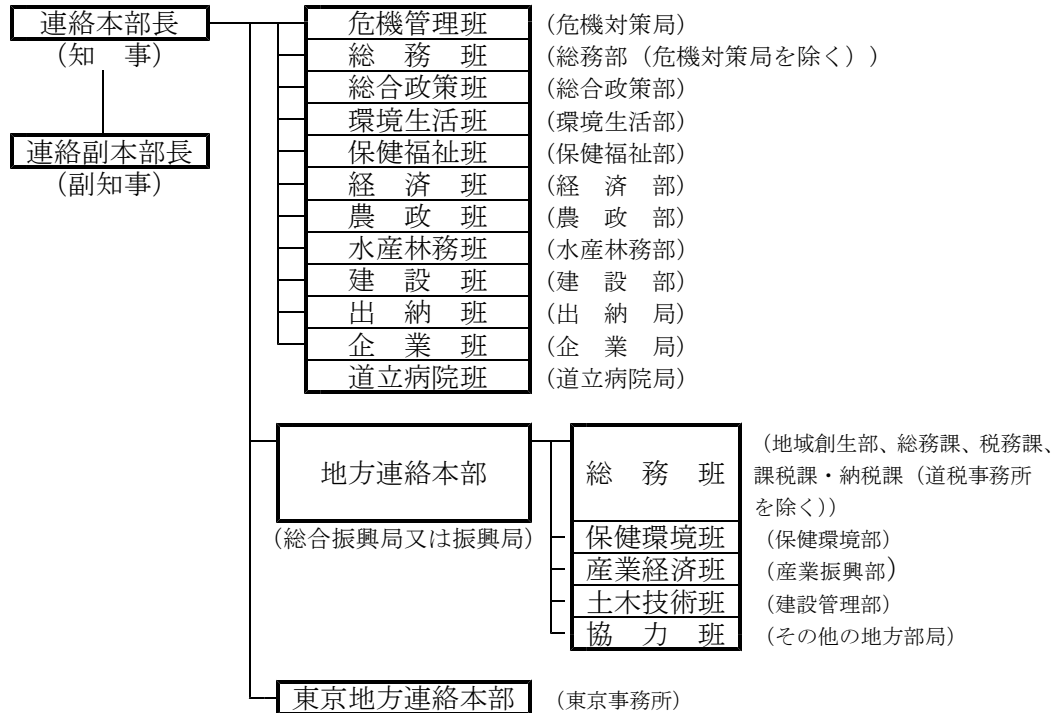 連絡本部長 危機管理班 (危機対策局)
(知　事) 総　務　班 (総務部（危機対策局を除く）)
総合政策班 (総合政策部)
環境生活班 (環境生活部)
連絡副本部長 保健福祉班 (保健福祉部)
(副知事) 経　済　班 (経　済　部)
農　政　班 (農　政　部)
水産林務班 (水産林務部)
建　設　班 (建　設　部)
出　納　班 (出　納　局)
企　業　班 (企　業　局)
道立病院班 (道立病院局)
地方連絡本部
(総合振興局又は振興局)
総　務　班
(地域創生部、総務課、税務課、
課税課・納税課（道税事務所
を除く））
保健環境班 (保健環境部)
産業経済班 (産業振興部)
土木技術班 (建設管理部)
協　力　班 (その他の地方部局)
東京地方連絡本部 (東京事務所)